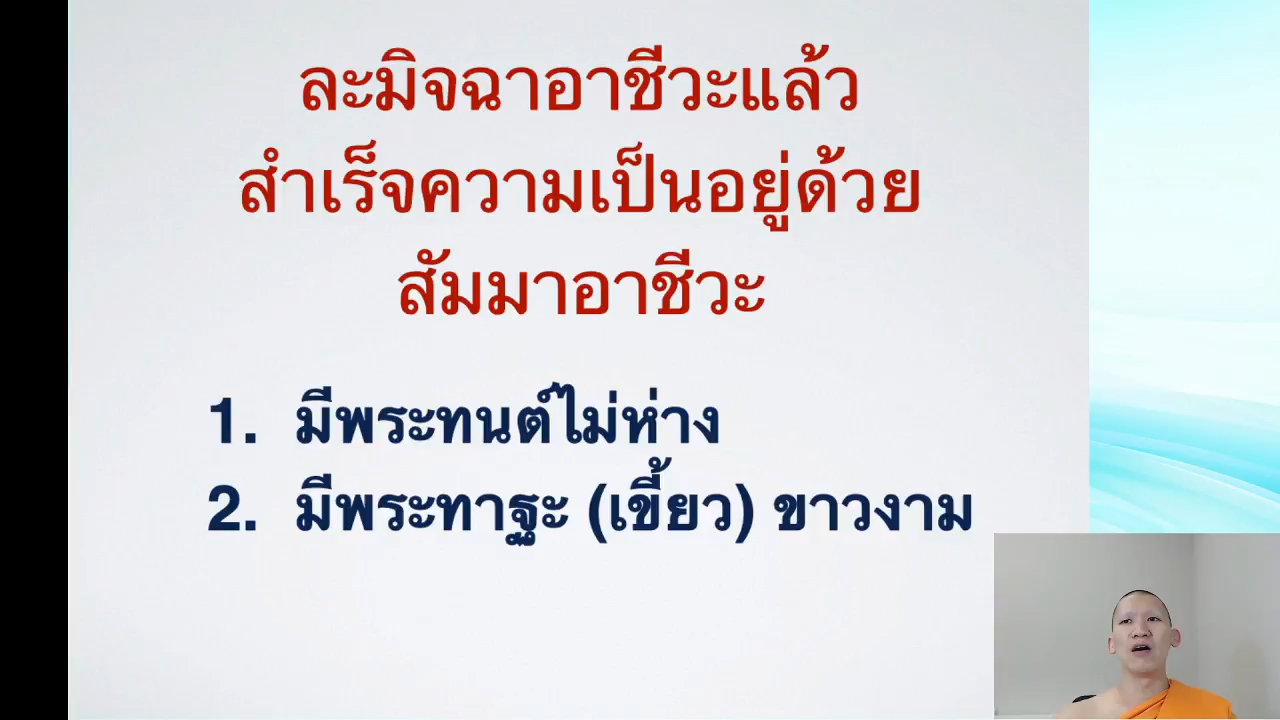 ละมิจฉาอาชีวะแล้ว
สำเร็จความเป็นอยู่ด้วย
สัมมาอาชีวะ
1. มีพระทนต์ไม่ห่าง
2. มีพระทาฐะ (เขี้ยว) ขาวงาม